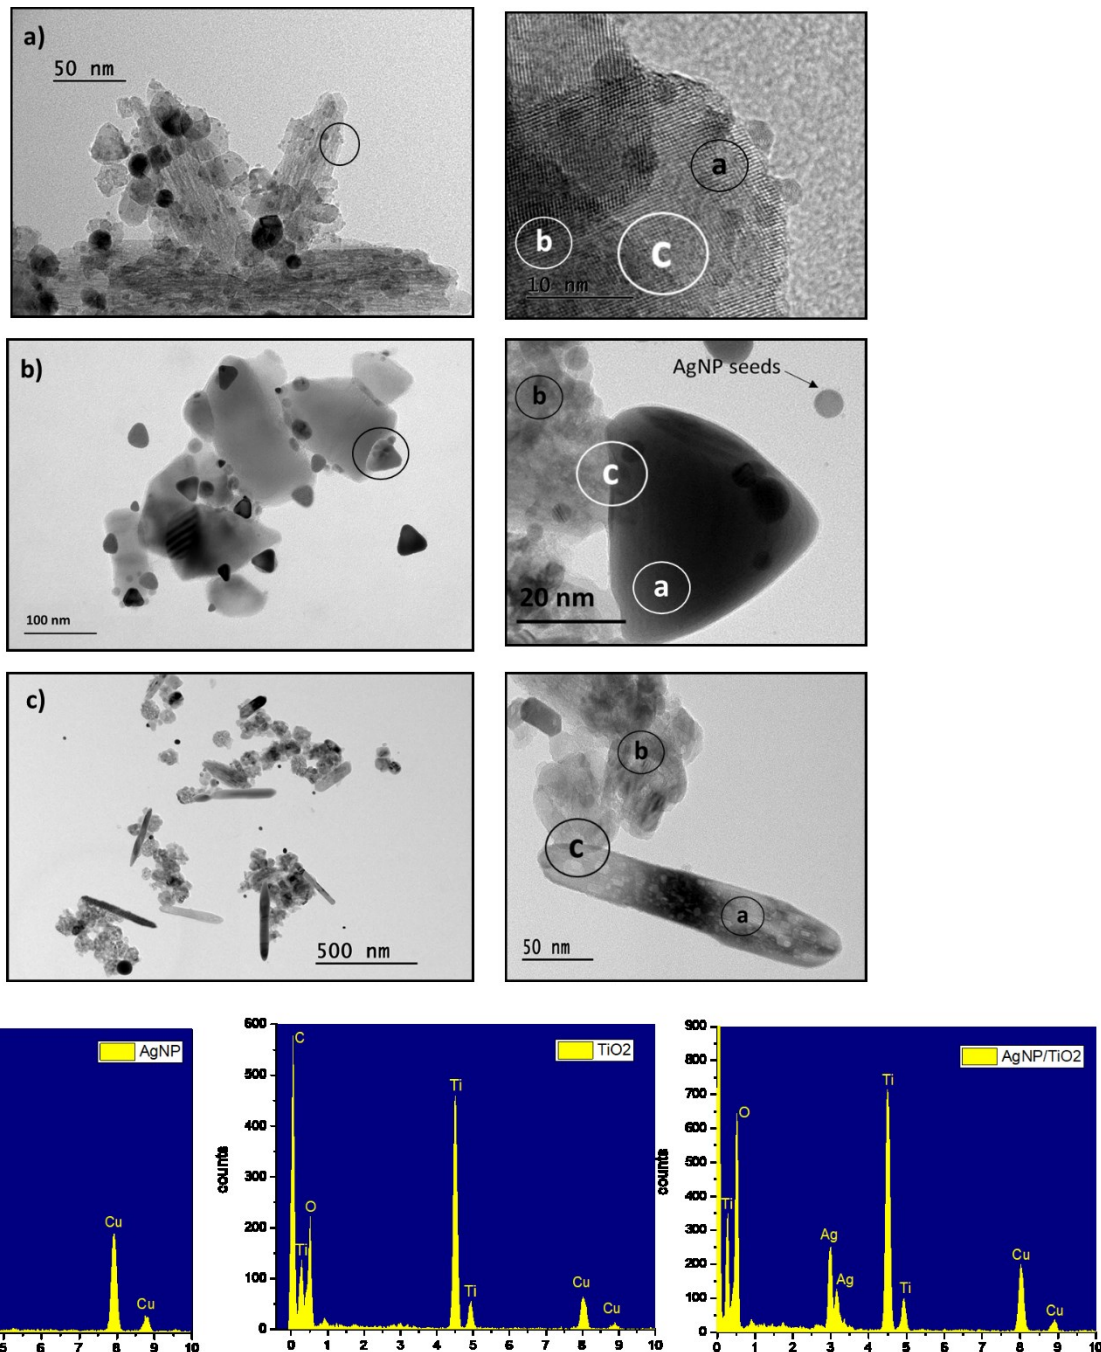 a)
50 nm
a
b
c
10 nm
b)
100 nm
AgNP seeds
b
c
a
20 nm
c)
500 nm
b
c
a
50 nm
AgNP
Cu
Cu
5 6 7 8 9 10
600
500
400
300
200
100
0
counts
TiO2
C
Ti
O
Ti
Ti
Cu
Cu
0 1 2 3 4 5 6 7 8 9 10
900
800
700
600
500
400
300
200
100
0
counts
AgNP/TiO2
O
Ti
Ag
Ag
Ti
Ti
Cu
Cu
0 1 2 3 4 5 6 7 8 9 10